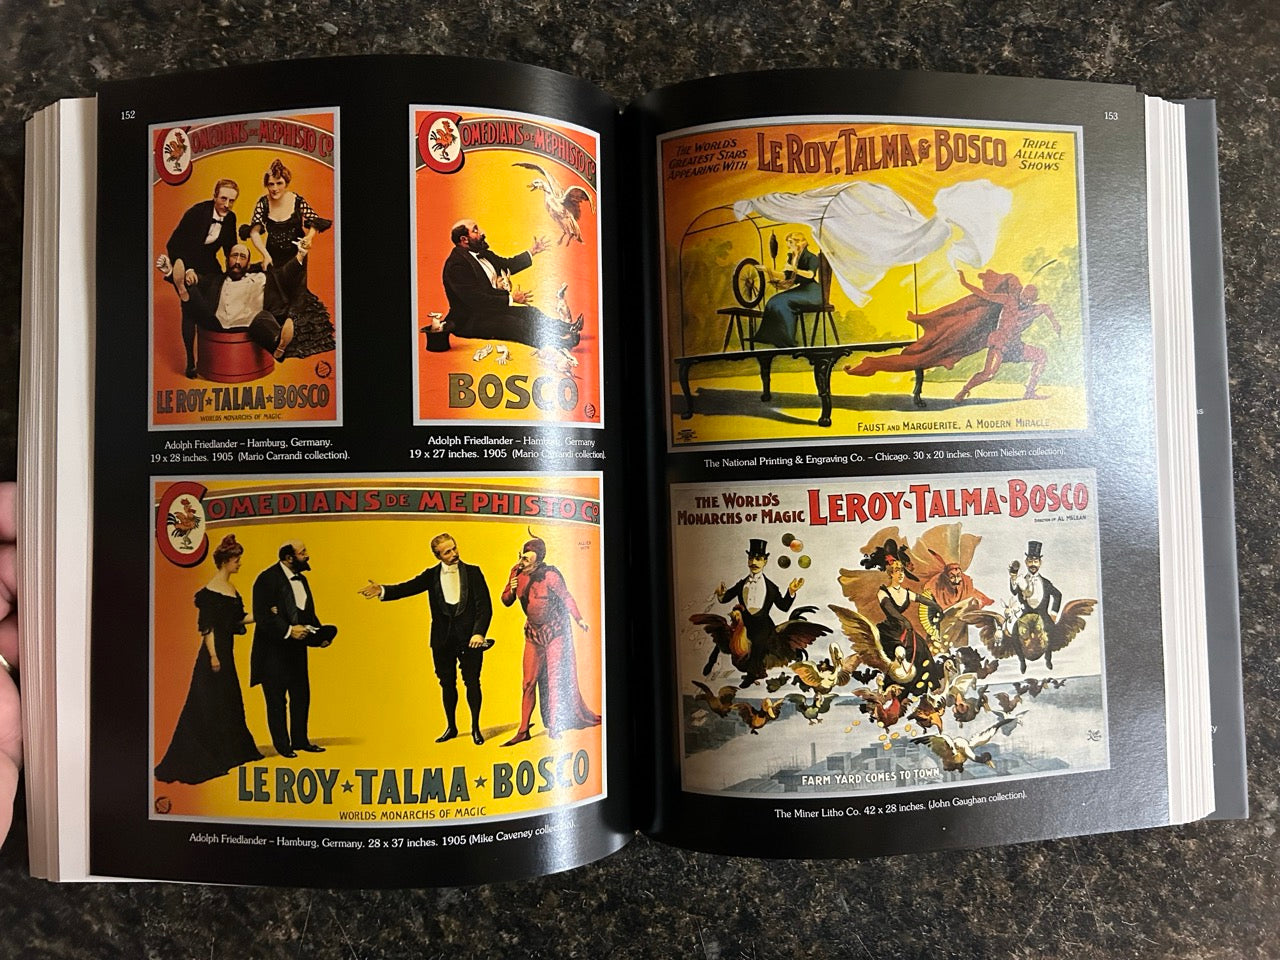 152
COMEDIANS DE MEPHISTO Co
LE ROY★TALMA★BOSCO
WORLDS MONARCHS OF MAGIC.
Adolph Friedlander – Hamburg, Germany.
19 x 28 inches. 1905 (Mario Carrandi collection).
COMEDIANS DE MEPHISTO Co
BOSCO
Adolph Friedlander – Hamburg, Germany
19 x 27 inches. 1905 (Mario Carrandi collection).
COMEDIANS DE MEPHISTO Co
LE ROY★TALMA★BOSCO
WORLDS MONARCHS OF MAGIC
Adolph Friedlander – Hamburg, Germany. 28 x 37 inches. 1905 (Mike Caveney collection).
153
THE WORLD'S
GREATEST STARS
APPEARING WITH
LEROY, TALMA & BOSCO
TRIPLE
ALLIANCE
SHOWS
FAUST AND MARGUERITE, A MODERN MIRACLE
The National Printing & Engraving Co. – Chicago. 30 x 20 inches. (Norm Nielsen collection).
THE WORLD'S
MONARCHS OF MAGIC
LEROY-TALMA-BOSCO
FARM YARD COMES TO TOWN
The Miner Litho Co. 42 x 28 inches. (John Gaughan collection).